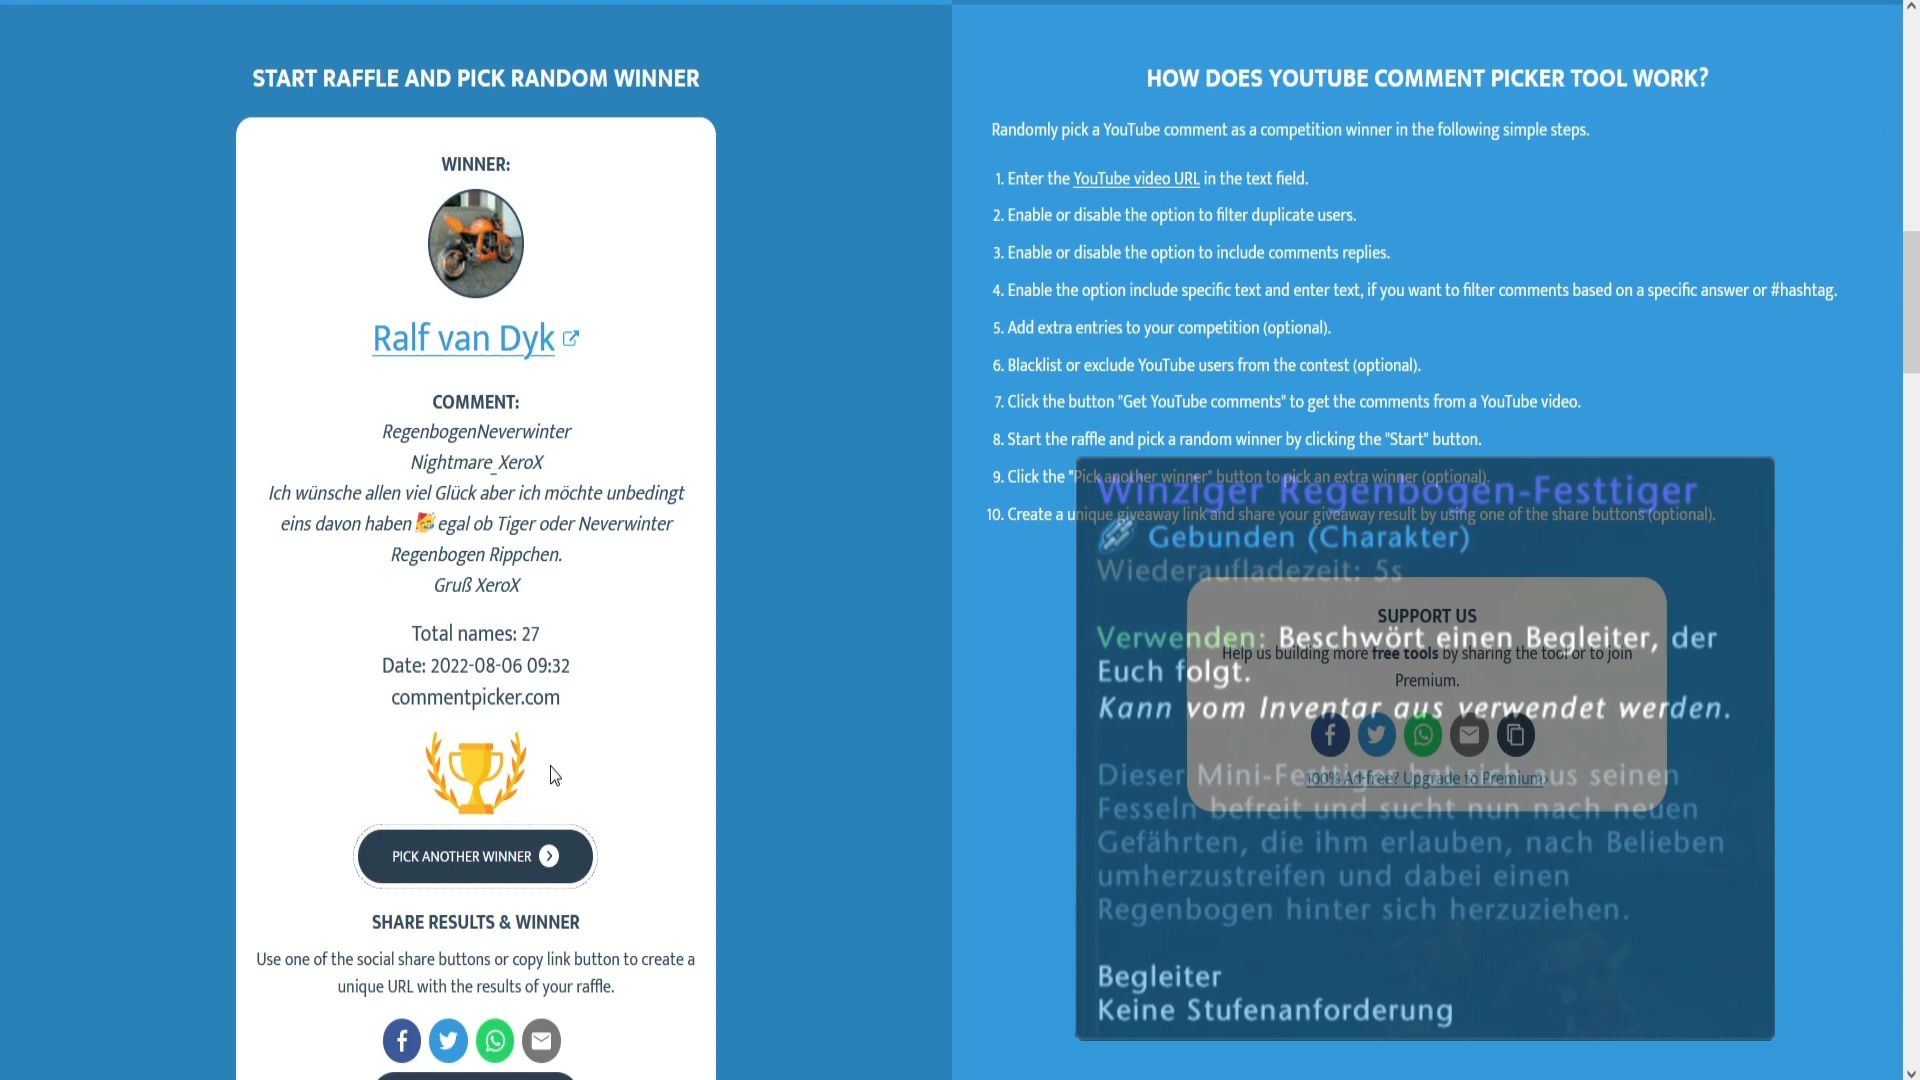 START RAFFLE AND PICK RANDOM WINNER
WINNER:
Ralf van Dyk
COMMENT:
RegenbogenNeverwinter
Nightmare_XeroX
Ich wünsche allen viel Glück aber ich möchte unbedingt
eins davon haben 🥳 egal ob Tiger oder Neverwinter
Regenbogen Rippchen.
Gruß XeroX
Total names: 27
Date: 2022-08-06 09:32
commentpicker.com
PICK ANOTHER WINNER
SHARE RESULTS & WINNER
Use one of the social share buttons or copy link button to create a
unique URL with the results of your raffle.
HOW DOES YOUTUBE COMMENT PICKER TOOL WORK?
Randomly pick a YouTube comment as a competition winner in the following simple steps.
1. Enter the YouTube video URL in the text field.
2. Enable or disable the option to filter duplicate users.
3. Enable or disable the option to include comments replies.
4. Enable the option include specific text and enter text, if you want to filter comments based on a specific answer or #hashtag.
5. Add extra entries to your competition (optional).
6. Blacklist or exclude YouTube users from the contest (optional).
7. Click the button "Get YouTube comments" to get the comments from a YouTube video.
8. Start the raffle and pick a random winner by clicking the "Start" button.
9. Click the "Pick another winner" button to pick an extra winner (optional).
10. Create a unique giveaway link and share your giveaway result by using one of the share buttons (optional).
SUPPORT US
Help us building more free tools by sharing the tool or to join
Premium.
100% Ad-free? Upgrade to Premium
Winziger Regenbogen-Festtiger
Gebunden (Charakter)
Wiederaufladezeit: 5s
Verwenden: Beschwört einen Begleiter, der
Euch folgt.
Kann vom Inventar aus verwendet werden.
Dieser Mini-Festtiger hat sich aus seinen
Fesseln befreit und sucht nun nach neuen
Gefährten, die ihm erlauben, nach Belieben
umherzustreifen und dabei einen
Regenbogen hinter sich herzuziehen.
Begleiter
Keine Stufenanforderung